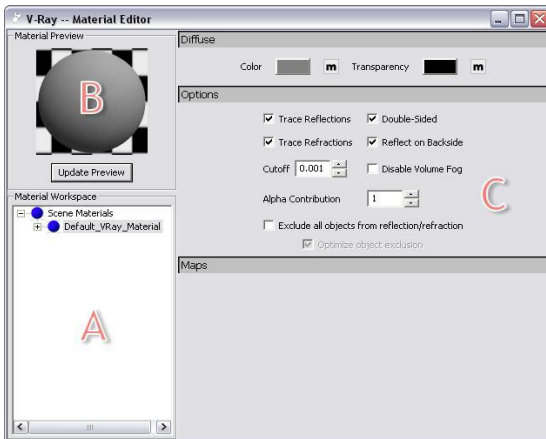 V-Ray -- Material Editor
Material Preview
B
Update Preview
Material Workspace
Scene Materials
Default_VRay_Material
A
Diffuse
Color m Transparency m
Options
Trace Reflections Double-Sided
Trace Refractions Reflect on Backside
Cutoff 0.001 Disable Volume Fog
Alpha Contribution 1
C
Exclude all objects from reflection/refraction
Optimize object exclusion
Maps